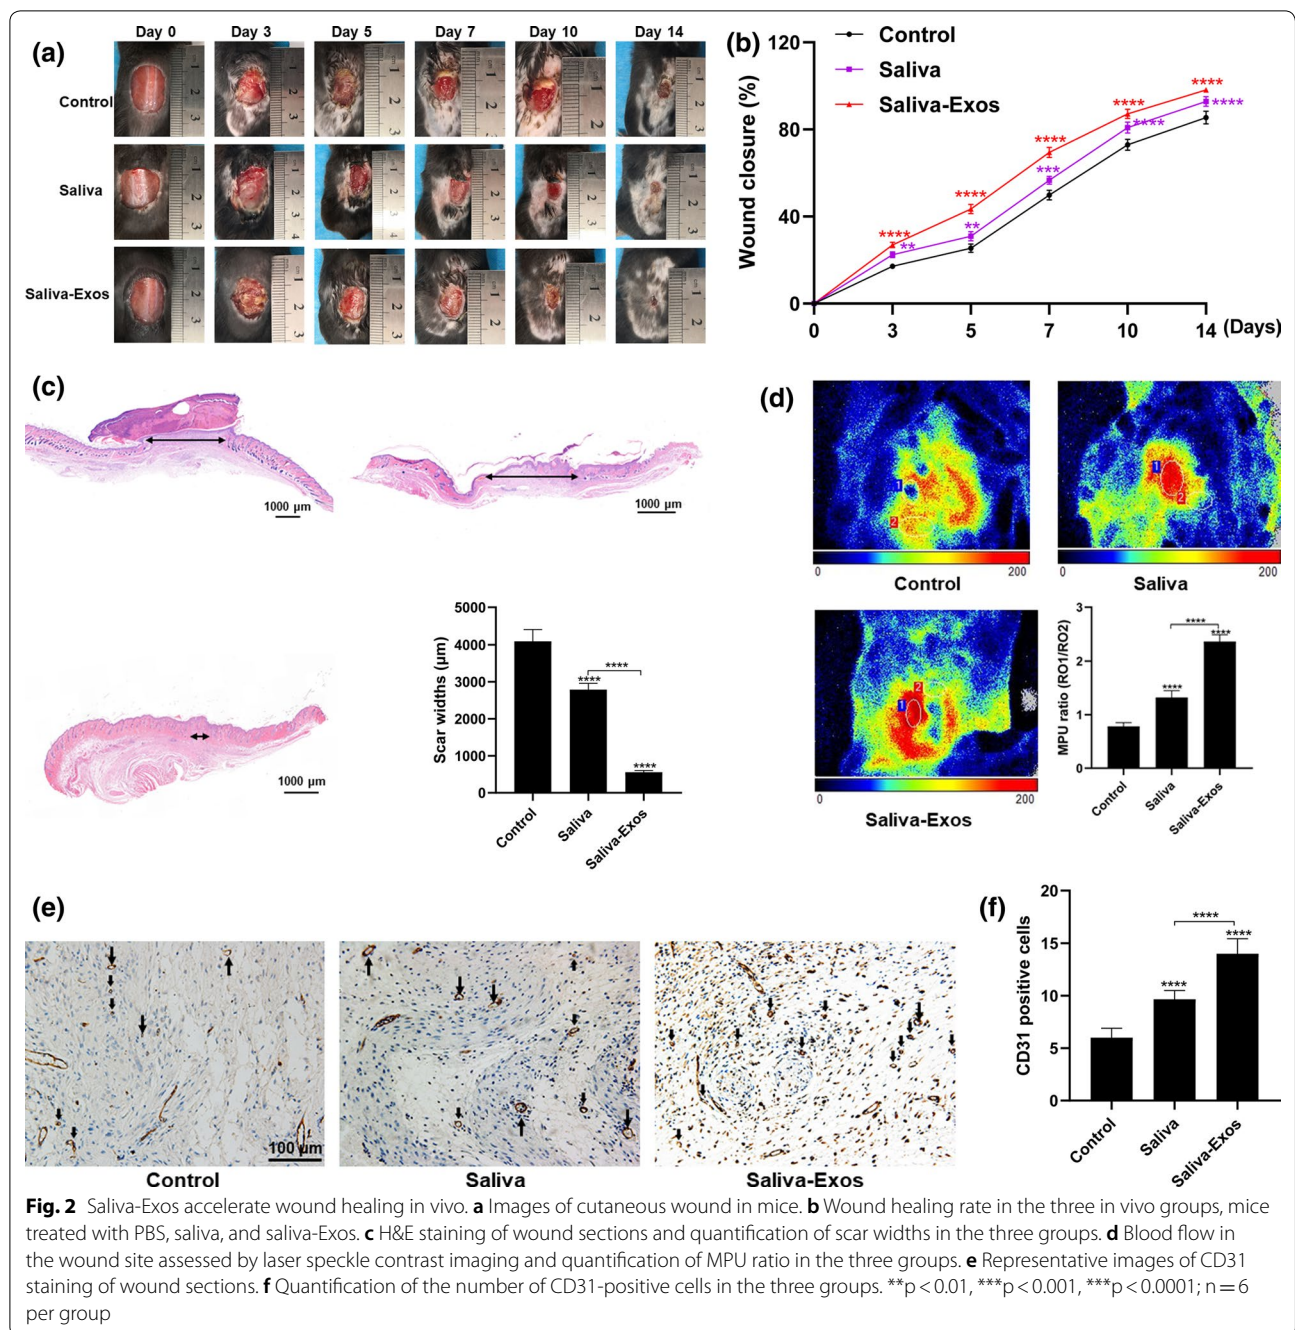 (a)
Day 0 Day 3 Day 5 Day 7 Day 10 Day 14
Control
Saliva
Saliva-Exos
(b)
Control
Saliva
Saliva-Exos
Wound closure (%)
120
80
40
0
**** **
**** **
**** ***
**** ****
**** ****
0 3 5 7 10 14 (Days)
(c)
1000 µm
1000 µm
1000 µm
Scar widths (µm)
5000
4000
3000
2000
1000
0
****
****
****
Control Saliva Saliva-Exos
(d)
1
2
0 200
Control
1
2
0 200
Saliva
2
1
0 200
Saliva-Exos
MPU ratio (RO1/RO2)
3
2
1
0
****
****
****
Control Saliva Saliva-Exos
(e)
100 µm
Control Saliva Saliva-Exos
(f)
CD31 positive cells
20
15
10
5
0
****
****
****
Control Saliva Saliva-Exos
Fig. 2 Saliva-Exos accelerate wound healing in vivo. a Images of cutaneous wound in mice. b Wound healing rate in the three in vivo groups, mice
treated with PBS, saliva, and saliva-Exos. c H&E staining of wound sections and quantification of scar widths in the three groups. d Blood flow in
the wound site assessed by laser speckle contrast imaging and quantification of MPU ratio in the three groups. e Representative images of CD31
staining of wound sections. f Quantification of the number of CD31-positive cells in the three groups. **p < 0.01, ***p < 0.001, ***p < 0.0001; n = 6
per group